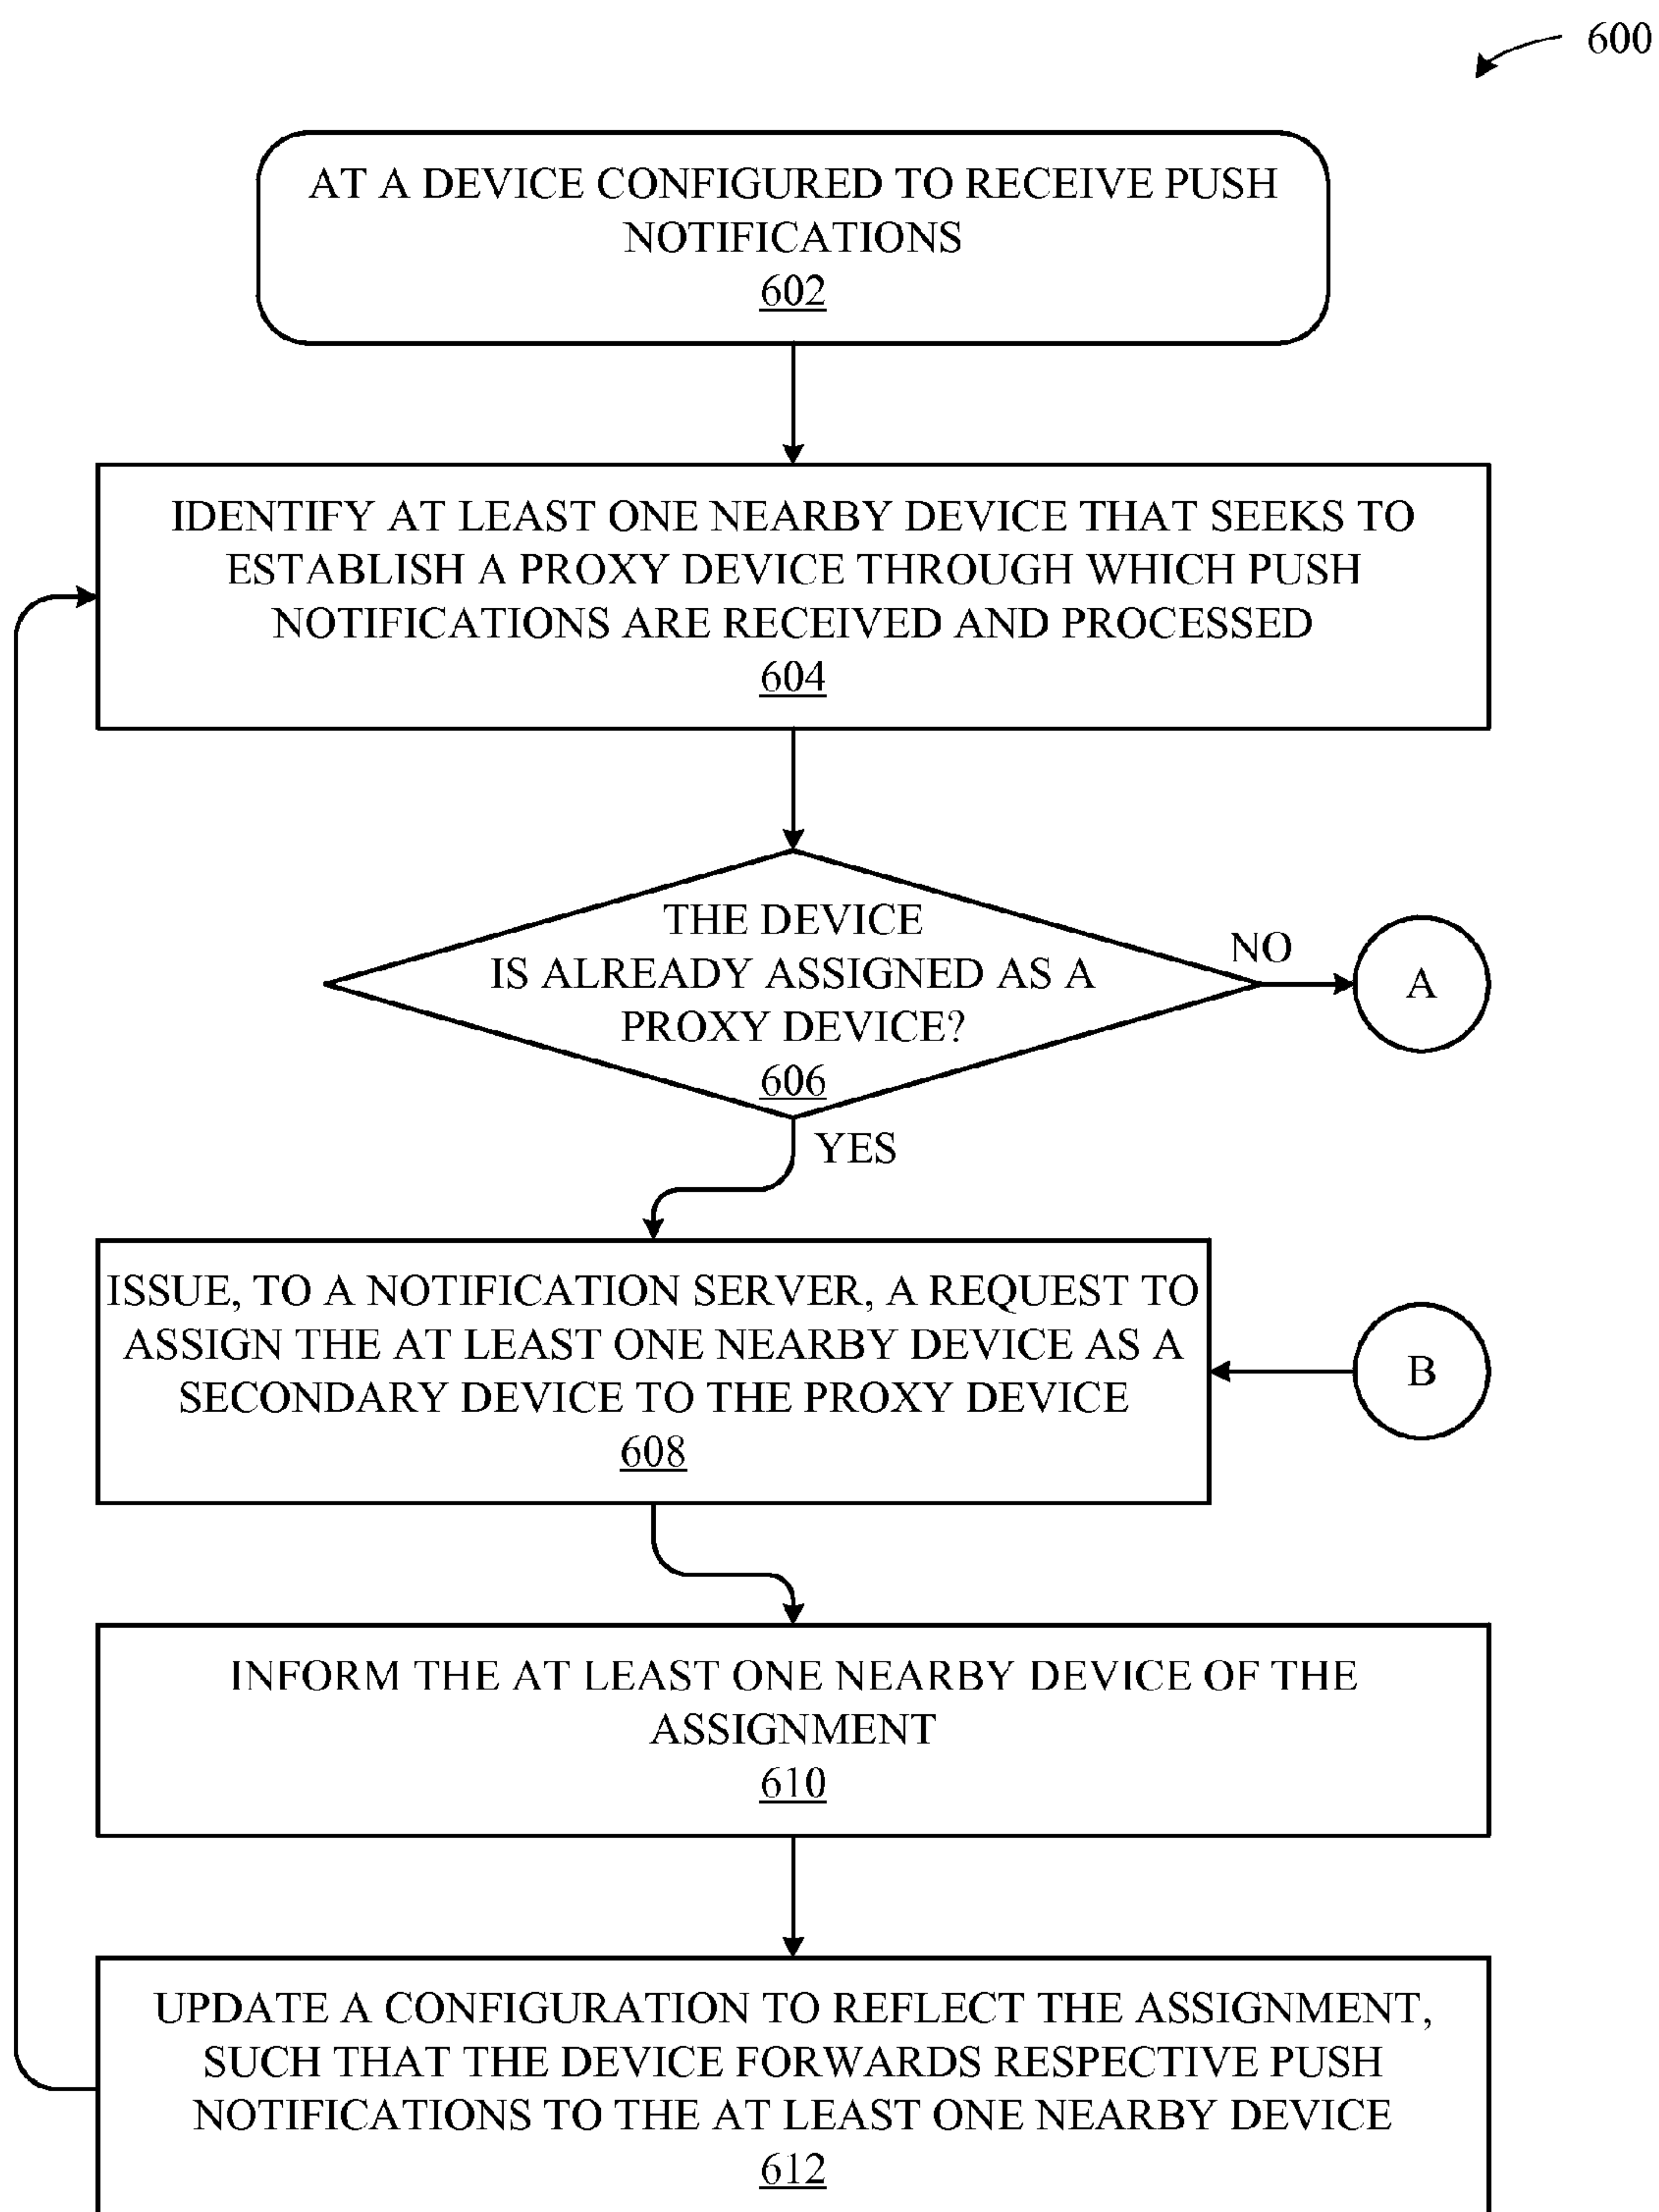 600
AT A DEVICE CONFIGURED TO RECEIVE PUSH
NOTIFICATIONS
602
IDENTIFY AT LEAST ONE NEARBY DEVICE THAT SEEKS TO
ESTABLISH A PROXY DEVICE THROUGH WHICH PUSH
NOTIFICATIONS ARE RECEIVED AND PROCESSED
604
THE DEVICE
IS ALREADY ASSIGNED AS A
PROXY DEVICE?
606
NO
A
YES
ISSUE, TO A NOTIFICATION SERVER, A REQUEST TO
ASSIGN THE AT LEAST ONE NEARBY DEVICE AS A
SECONDARY DEVICE TO THE PROXY DEVICE
608
B
INFORM THE AT LEAST ONE NEARBY DEVICE OF THE
ASSIGNMENT
610
UPDATE A CONFIGURATION TO REFLECT THE ASSIGNMENT,
SUCH THAT THE DEVICE FORWARDS RESPECTIVE PUSH
NOTIFICATIONS TO THE AT LEAST ONE NEARBY DEVICE
612